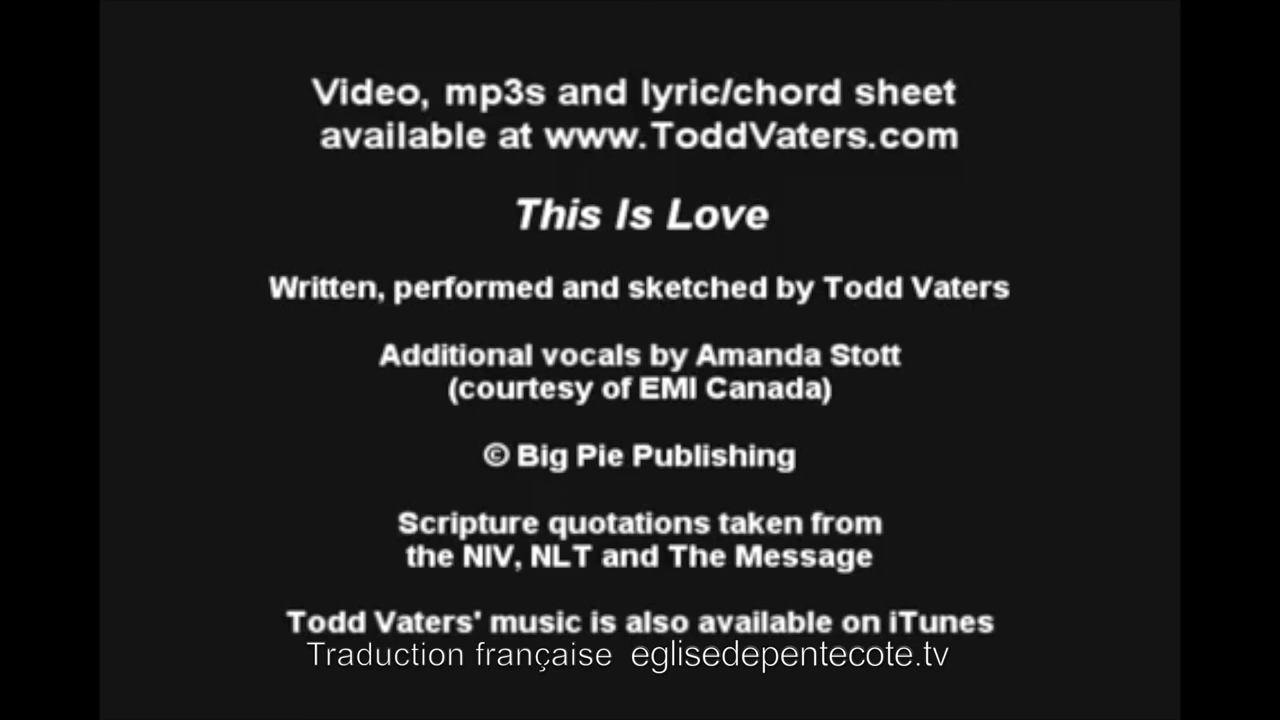 Video, mp3s and lyric/chord sheet
available at www.ToddVaters.com
This Is Love
Written, performed and sketched by Todd Vaters
Additional vocals by Amanda Stott
(courtesy of EMI Canada)
© Big Pie Publishing
Scripture quotations taken from
the NIV, NLT and The Message
Todd Vaters' music is also available on iTunes
Traduction française eglisedepentecote.tv